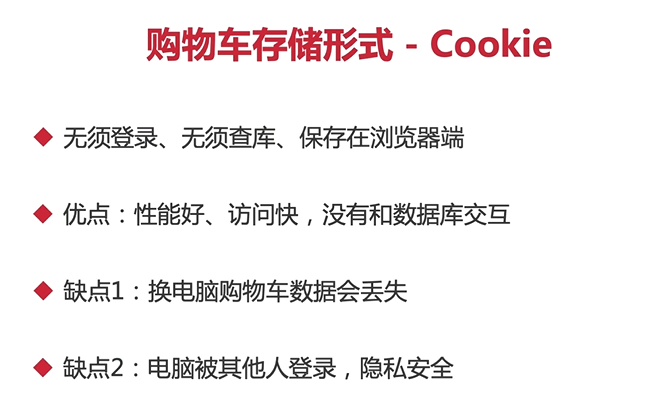 购物车存储形式 - Cookie
无须登录、无须查库、保存在浏览器端
优点：性能好、访问快，没有和数据库交互
缺点1：换电脑购物车数据会丢失
缺点2：电脑被其他人登录，隐私安全